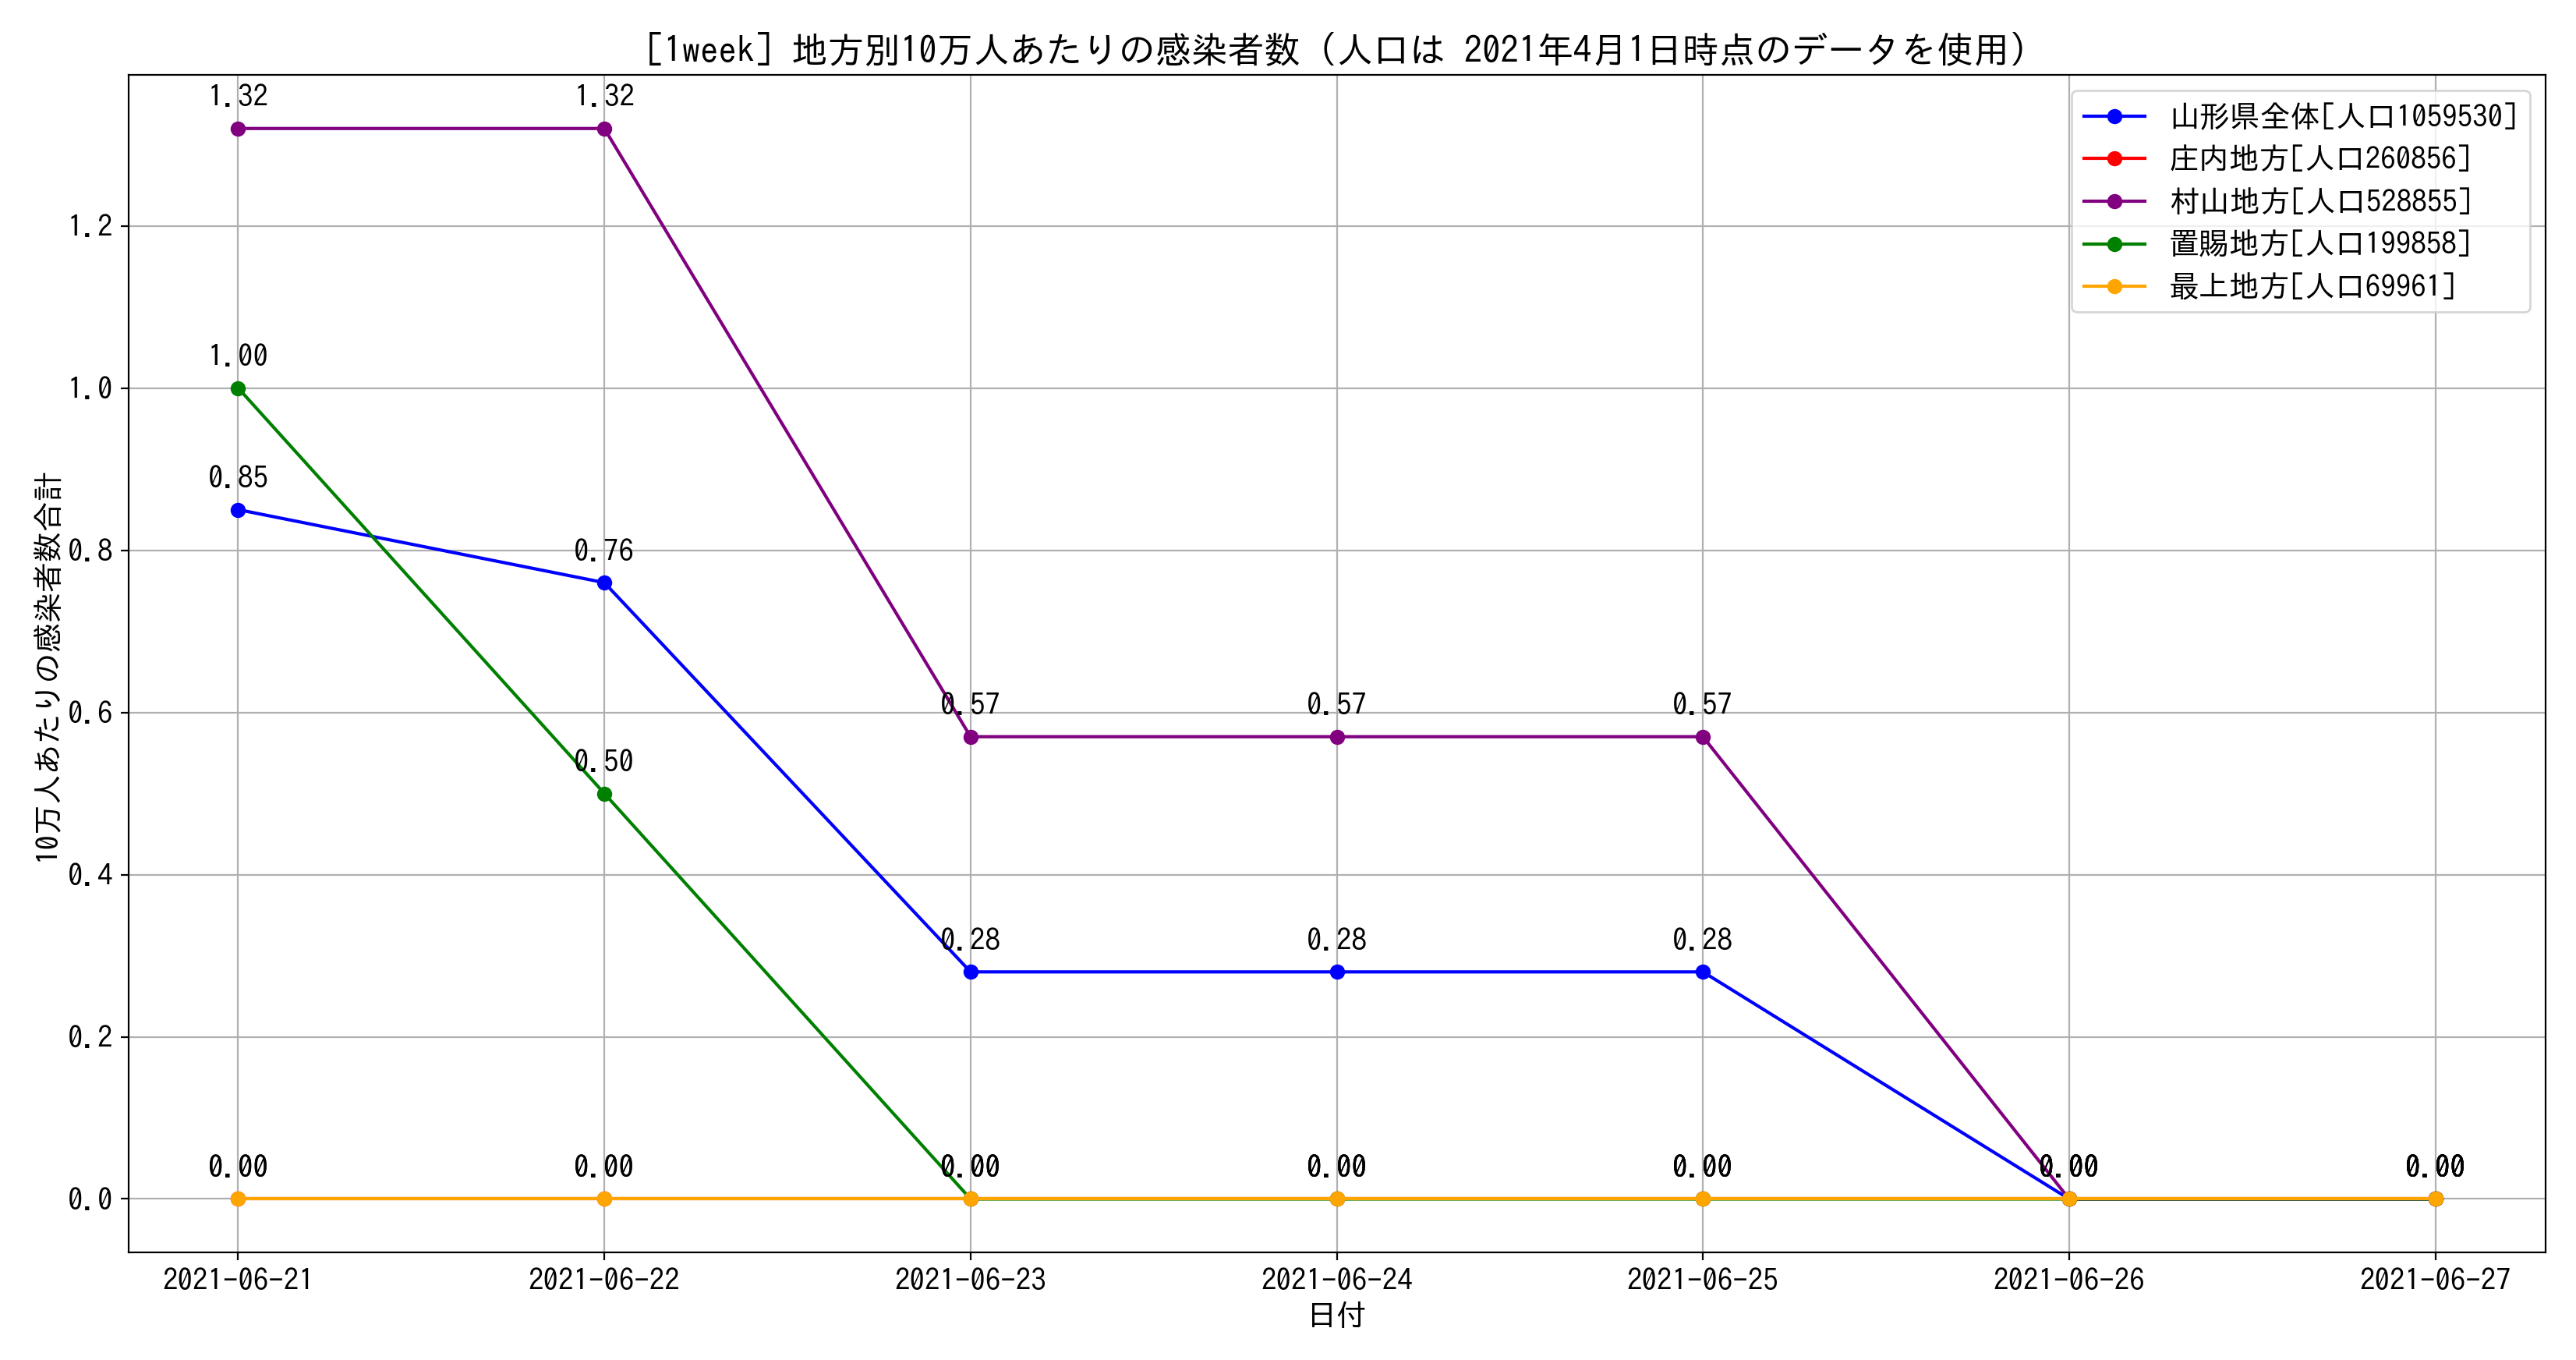 [1week] 地方別10万人あたりの感染者数 (人口は 2021年4月1日時点のデータを使用)
山形県全体[人口1059530]
庄内地方[人口260856]
村山地方[人口528855]
置賜地方[人口199858]
最上地方[人口69961]
10万人あたりの感染者数合計
1.2
1.0
0.8
0.6
0.4
0.2
0.0
1.32 1.32
1.00
0.85
0.76
0.50
0.57 0.57 0.57
0.28 0.28 0.28
0.00 0.00 0.00 0.00 0.00 0.00 0.00
2021-06-21 2021-06-22 2021-06-23 2021-06-24 2021-06-25 2021-06-26 2021-06-27
日付